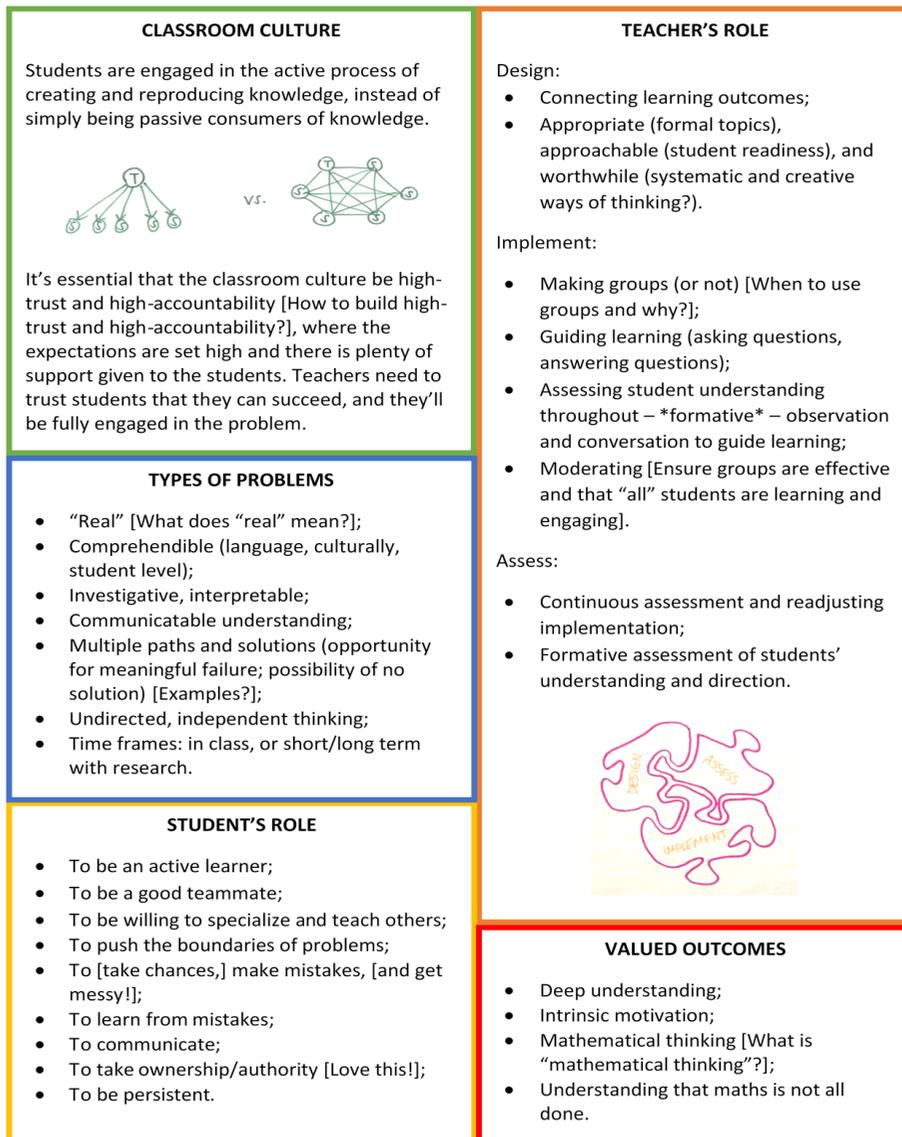 CLASSROOM CULTURE
Students are engaged in the active process of
creating and reproducing knowledge, instead of
simply being passive consumers of knowledge.
T
S S S S S
vs.
T S
S S
S S
It's essential that the classroom culture be high-
trust and high-accountability [How to build high-
trust and high-accountability?], where the
expectations are set high and there is plenty of
support given to the students. Teachers need to
trust students that they can succeed, and they'll
be fully engaged in the problem.
TYPES OF PROBLEMS
• "Real" [What does "real" mean?];
• Comprehendible (language, culturally,
student level);
• Investigative, interpretable;
• Communicatable understanding;
• Multiple paths and solutions (opportunity
for meaningful failure; possibility of no
solution) [Examples?];
• Undirected, independent thinking;
• Time frames: in class, or short/long term
with research.
STUDENT'S ROLE
• To be an active learner;
• To be a good teammate;
• To be willing to specialize and teach others;
• To push the boundaries of problems;
• To [take chances,] make mistakes, [and get
messy!];
• To learn from mistakes;
• To communicate;
• To take ownership/authority [Love this!];
• To be persistent.
TEACHER'S ROLE
Design:
• Connecting learning outcomes;
• Appropriate (formal topics),
approachable (student readiness), and
worthwhile (systematic and creative
ways of thinking?).
Implement:
• Making groups (or not) [When to use
groups and why?];
• Guiding learning (asking questions,
answering questions);
• Assessing student understanding
throughout – *formative* – observation
and conversation to guide learning;
• Moderating [Ensure groups are effective
and that "all" students are learning and
engaging].
Assess:
• Continuous assessment and readjusting
implementation;
• Formative assessment of students'
understanding and direction.
DESIGN
ASSESS
IMPLEMENT
VALUED OUTCOMES
• Deep understanding;
• Intrinsic motivation;
• Mathematical thinking [What is
"mathematical thinking"?];
• Understanding that maths is not all
done.